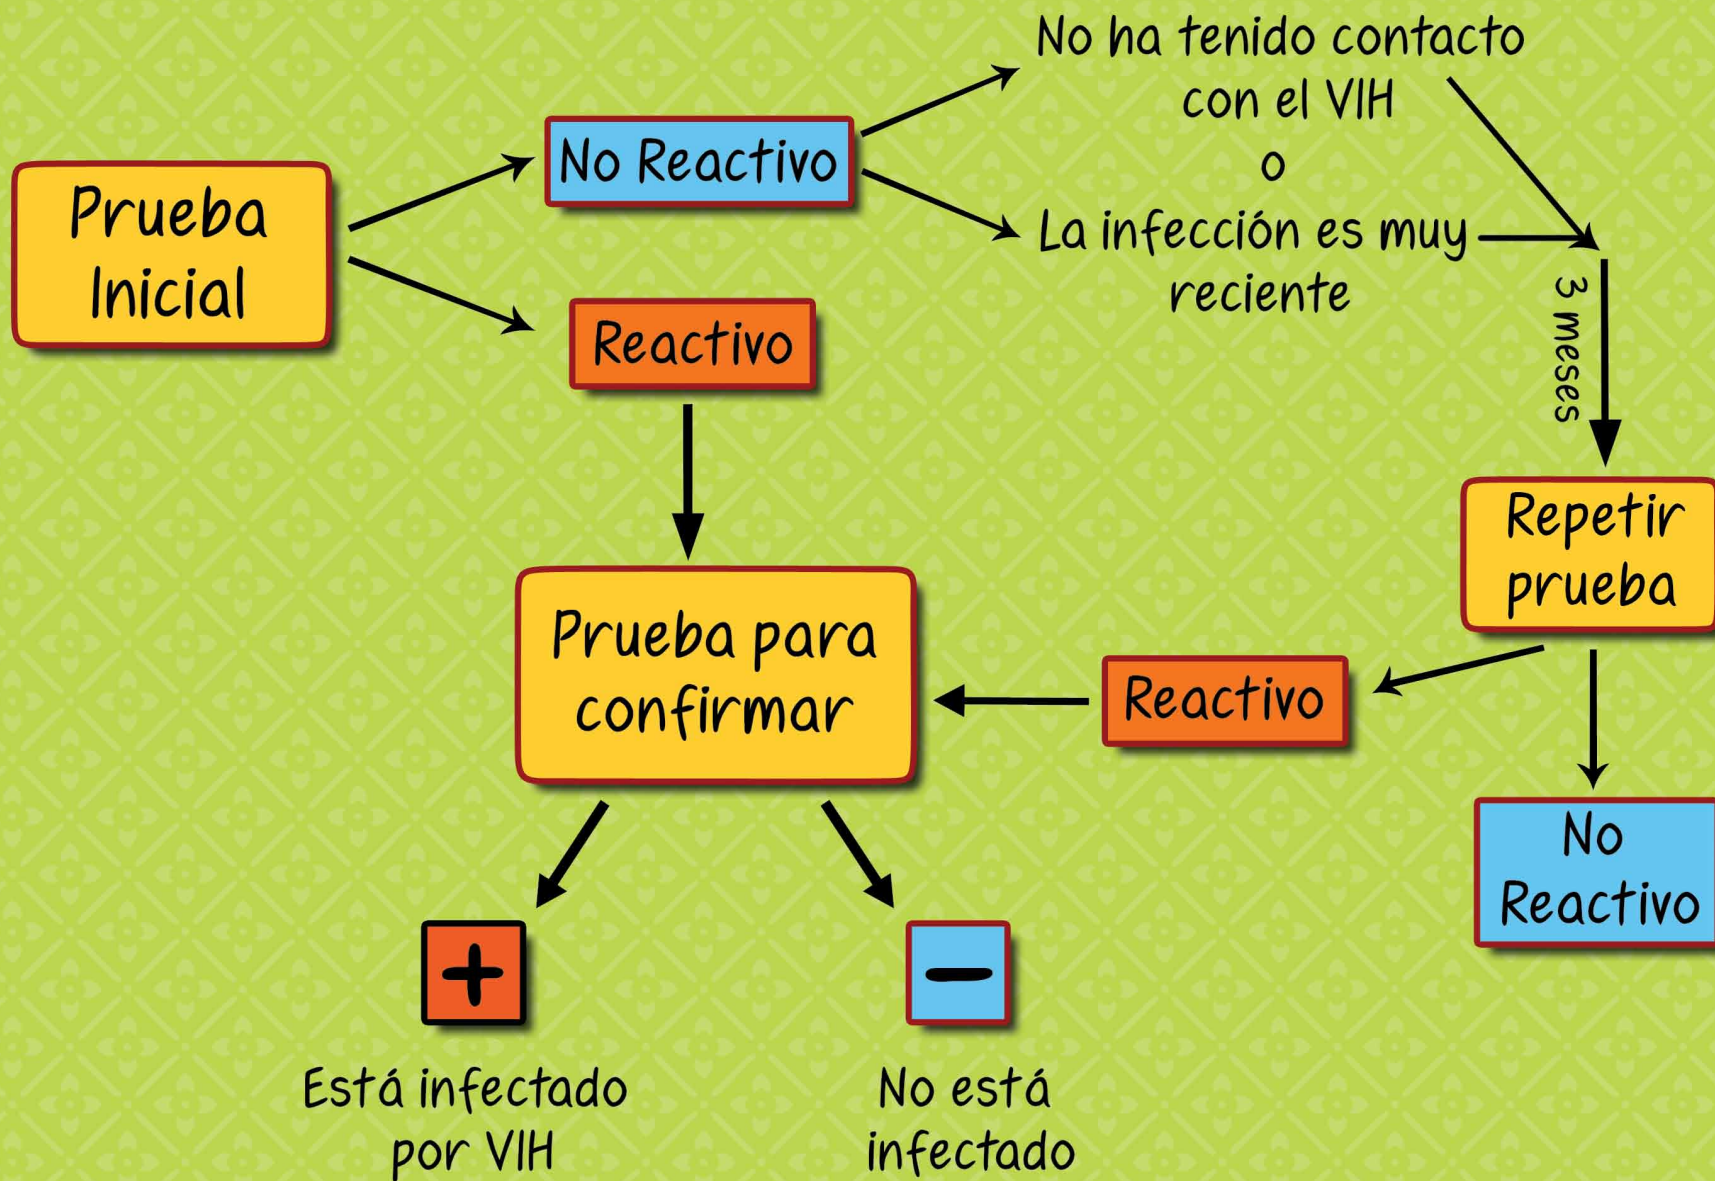 No ha tenido contacto
con el VIH
o
La infección es muy
reciente
No Reactivo
Prueba
Inicial
Reactivo
3 meses
Repetir
prueba
Prueba para
confirmar
Reactivo
No
Reactivo
+
−
Está infectado
por VIH
No está
infectado